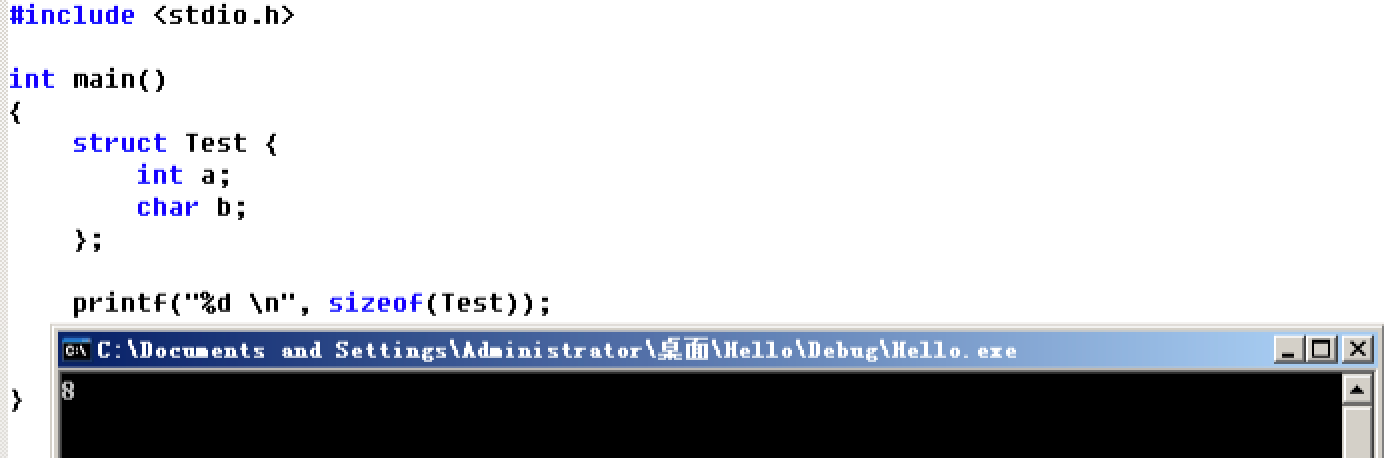 #include <stdio.h>
int main()
{
struct Test {
int a;
char b;
};
printf("%d \n", sizeof(Test));
C:\Documents and Settings\Administrator\桌面\Hello\Debug\Hello.exe
8
}